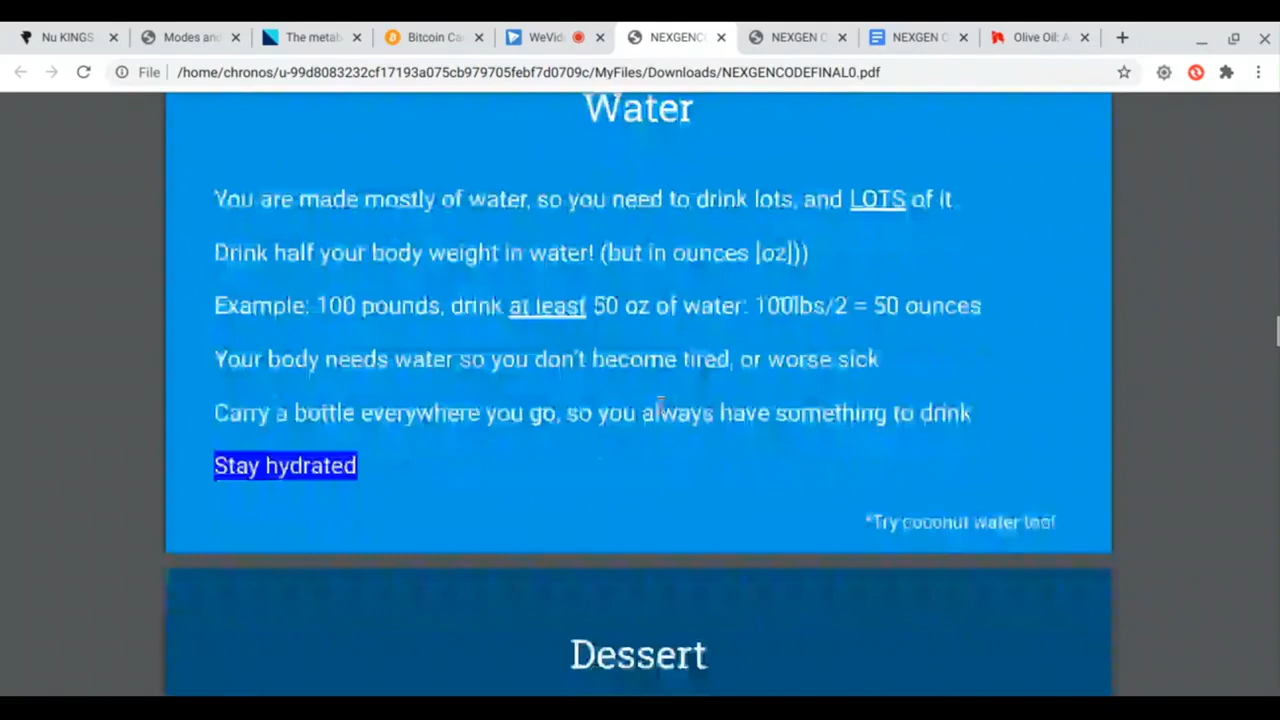 Nu KINGS
Modes and
The metab
Bitcoin Ca
WeVid
NEXGENC
NEXGEN C
NEXGEN C
Olive Oil: A
File
/home/chronos/u-99d8083232cf17193a075cb979705febf7d0709c/MyFiles/Downloads/NEXGENCODEFINAL0.pdf
Water
You are made mostly of water, so you need to drink lots, and LOTS of it.
Drink half your body weight in water! (but in ounces [oz]))
Example: 100 pounds, drink at least 50 oz of water: 100lbs/2 = 50 ounces
Your body needs water so you don't become tired, or worse sick
Carry a bottle everywhere you go, so you always have something to drink
Stay hydrated
*Try coconut water too!
Dessert